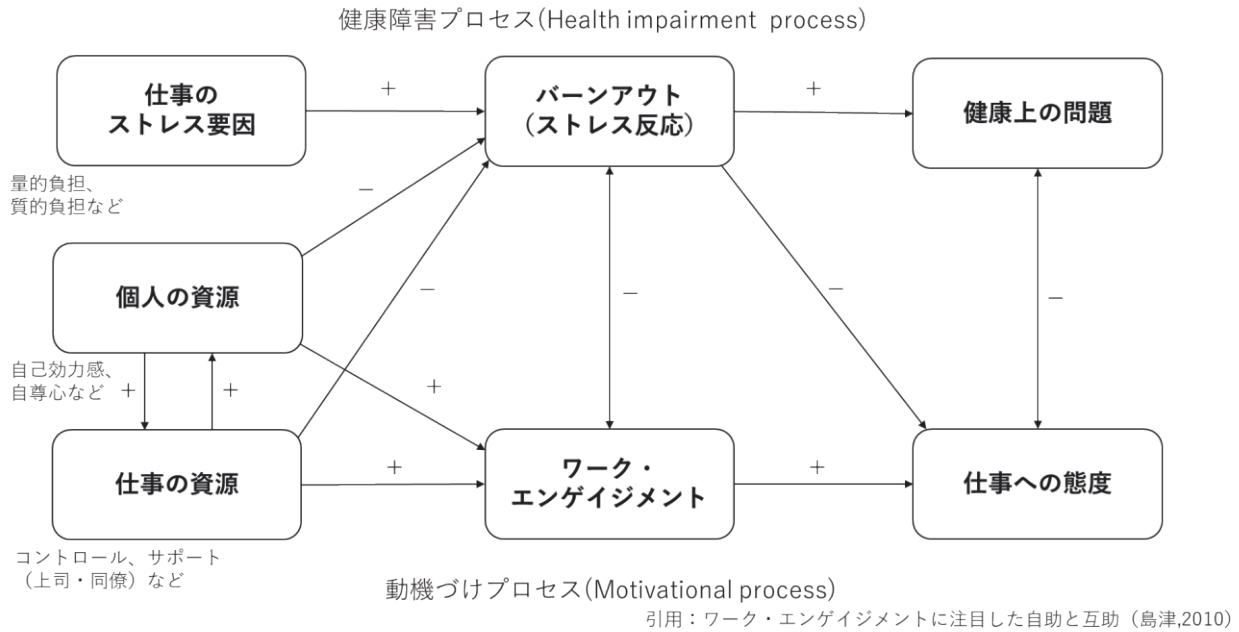 健康障害プロセス(Health impairment process)
仕事の
ストレス要因
+
バーンアウト
（ストレス反応）
+
健康上の問題
量的負担、
質的負担など
−
個人の資源
−
−
−
−
自己効力感、
自尊心など
+
+
+
仕事の資源
+
ワーク・
エンゲイジメント
+
仕事への態度
コントロール、サポート
（上司・同僚）など
動機づけプロセス(Motivational process)
引用：ワーク・エンゲイジメントに注目した自助と互助（島津,2010）